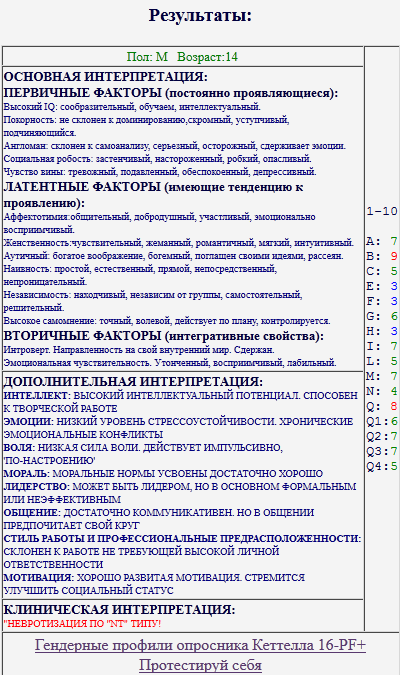 Результаты:
Пол: М Возраст:14
ОСНОВНАЯ ИНТЕРПРЕТАЦИЯ:
ПЕРВИЧНЫЕ ФАКТОРЫ (постоянно проявляющиеся):
Высокий IQ: сообразительный, обучаем, интеллектуальный.
Покорность: не склонен к доминированию,скромный, уступчивый,
подчиняющийся.
Англоман: склонен к самоанализу, серьезный, осторожный, сдерживает эмоции.
Социальная робость: застенчивый, настороженный, робкий, опасливый.
Чувство вины: тревожный, подавленный, обеспокоенный, депрессивный.
ЛАТЕНТНЫЕ ФАКТОРЫ (имеющие тенденцию к
проявлению):
Аффектотимия:общительный, добродушный, участливый, эмоционально
восприимчивый.
Женственность:чувствительный, жеманный, романтичный, мягкий, интуитивный.
Аутичный: богатое воображение, богемный, поглащен своими идеями, рассеян.
Наивность: простой, естественный, прямой, непосредственный,
непроницательный.
Независимость: находчивый, независим от группы, самостоятельный,
решительный.
Высокое самомнение: точный, волевой, действует по плану, контролируется.
ВТОРИЧНЫЕ ФАКТОРЫ (интегративные свойства):
Интроверт. Направленность на свой внутренний мир. Сдержан.
Эмоциональная чувствительность. Утонченный, восприимчивый, лабильный.
ДОПОЛНИТЕЛЬНАЯ ИНТЕРПРЕТАЦИЯ:
ИНТЕЛЛЕКТ: ВЫСОКИЙ ИНТЕЛЛЕКТУАЛЬНЫЙ ПОТЕНЦИАЛ. СПОСОБЕН
К ТВОРЧЕСКОЙ РАБОТЕ
ЭМОЦИИ: НИЗКИЙ УРОВЕНЬ СТРЕССОУСТОЙЧИВОСТИ. ХРОНИЧЕСКИЕ
ЭМОЦИОНАЛЬНЫЕ КОНФЛИКТЫ
ВОЛЯ: НИЗКАЯ СИЛА ВОЛИ. ДЕЙСТВУЕТ ИМПУЛЬСИВНО,
'ПО-НАСТРОЕНИЮ'
МОРАЛЬ: МОРАЛЬНЫЕ НОРМЫ УСВОЕНЫ ДОСТАТОЧНО ХОРОШО
ЛИДЕРСТВО: МОЖЕТ БЫТЬ ЛИДЕРОМ, НО В ОСНОВНОМ ФОРМАЛЬНЫМ
ИЛИ НЕЭФФЕКТИВНЫМ
ОБЩЕНИЕ: ДОСТАТОЧНО КОММУНИКАТИВЕН. НО В ОБЩЕНИИ
ПРЕДПОЧИТАЕТ СВОЙ КРУГ
СТИЛЬ РАБОТЫ И ПРОФЕССИОНАЛЬНЫЕ ПРЕДРАСПОЛОЖЕННОСТИ:
СКЛОНЕН К РАБОТЕ НЕ ТРЕБУЮЩЕЙ ВЫСОКОЙ ЛИЧНОЙ
ОТВЕТСТВЕННОСТИ
МОТИВАЦИЯ: ХОРОШО РАЗВИТАЯ МОТИВАЦИЯ. СТРЕМИТСЯ
УЛУЧШИТЬ СОЦИАЛЬНЫЙ СТАТУС
КЛИНИЧЕСКАЯ ИНТЕРПРЕТАЦИЯ:
"НЕВРОТИЗАЦИЯ ПО "NT" ТИПУ!
1-10
A: 7
B: 9
C: 5
E: 3
F: 3
G: 6
H: 3
I: 7
L: 5
M: 7
N: 4
Q: 8
Q1:6
Q2:7
Q3:7
Q4:5
Гендерные профили опросника Кеттелла 16-PF+
Протестируй себя